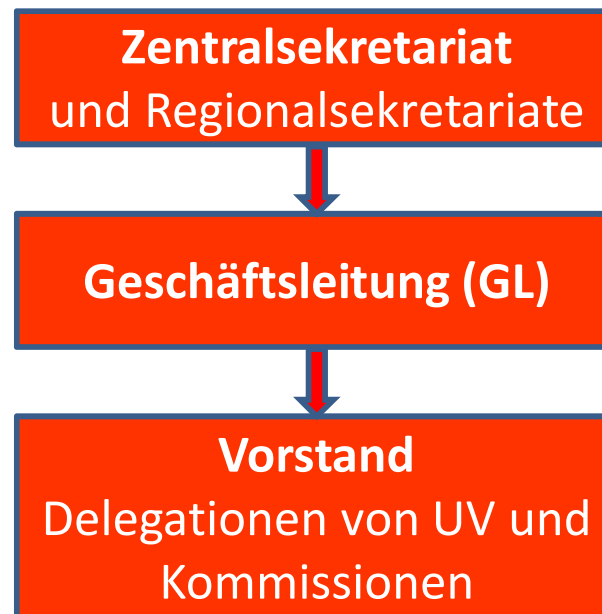 Zentralsekretariat
und Regionalsekretariate
Geschäftsleitung (GL)
Vorstand
Delegationen von UV und
Kommissionen